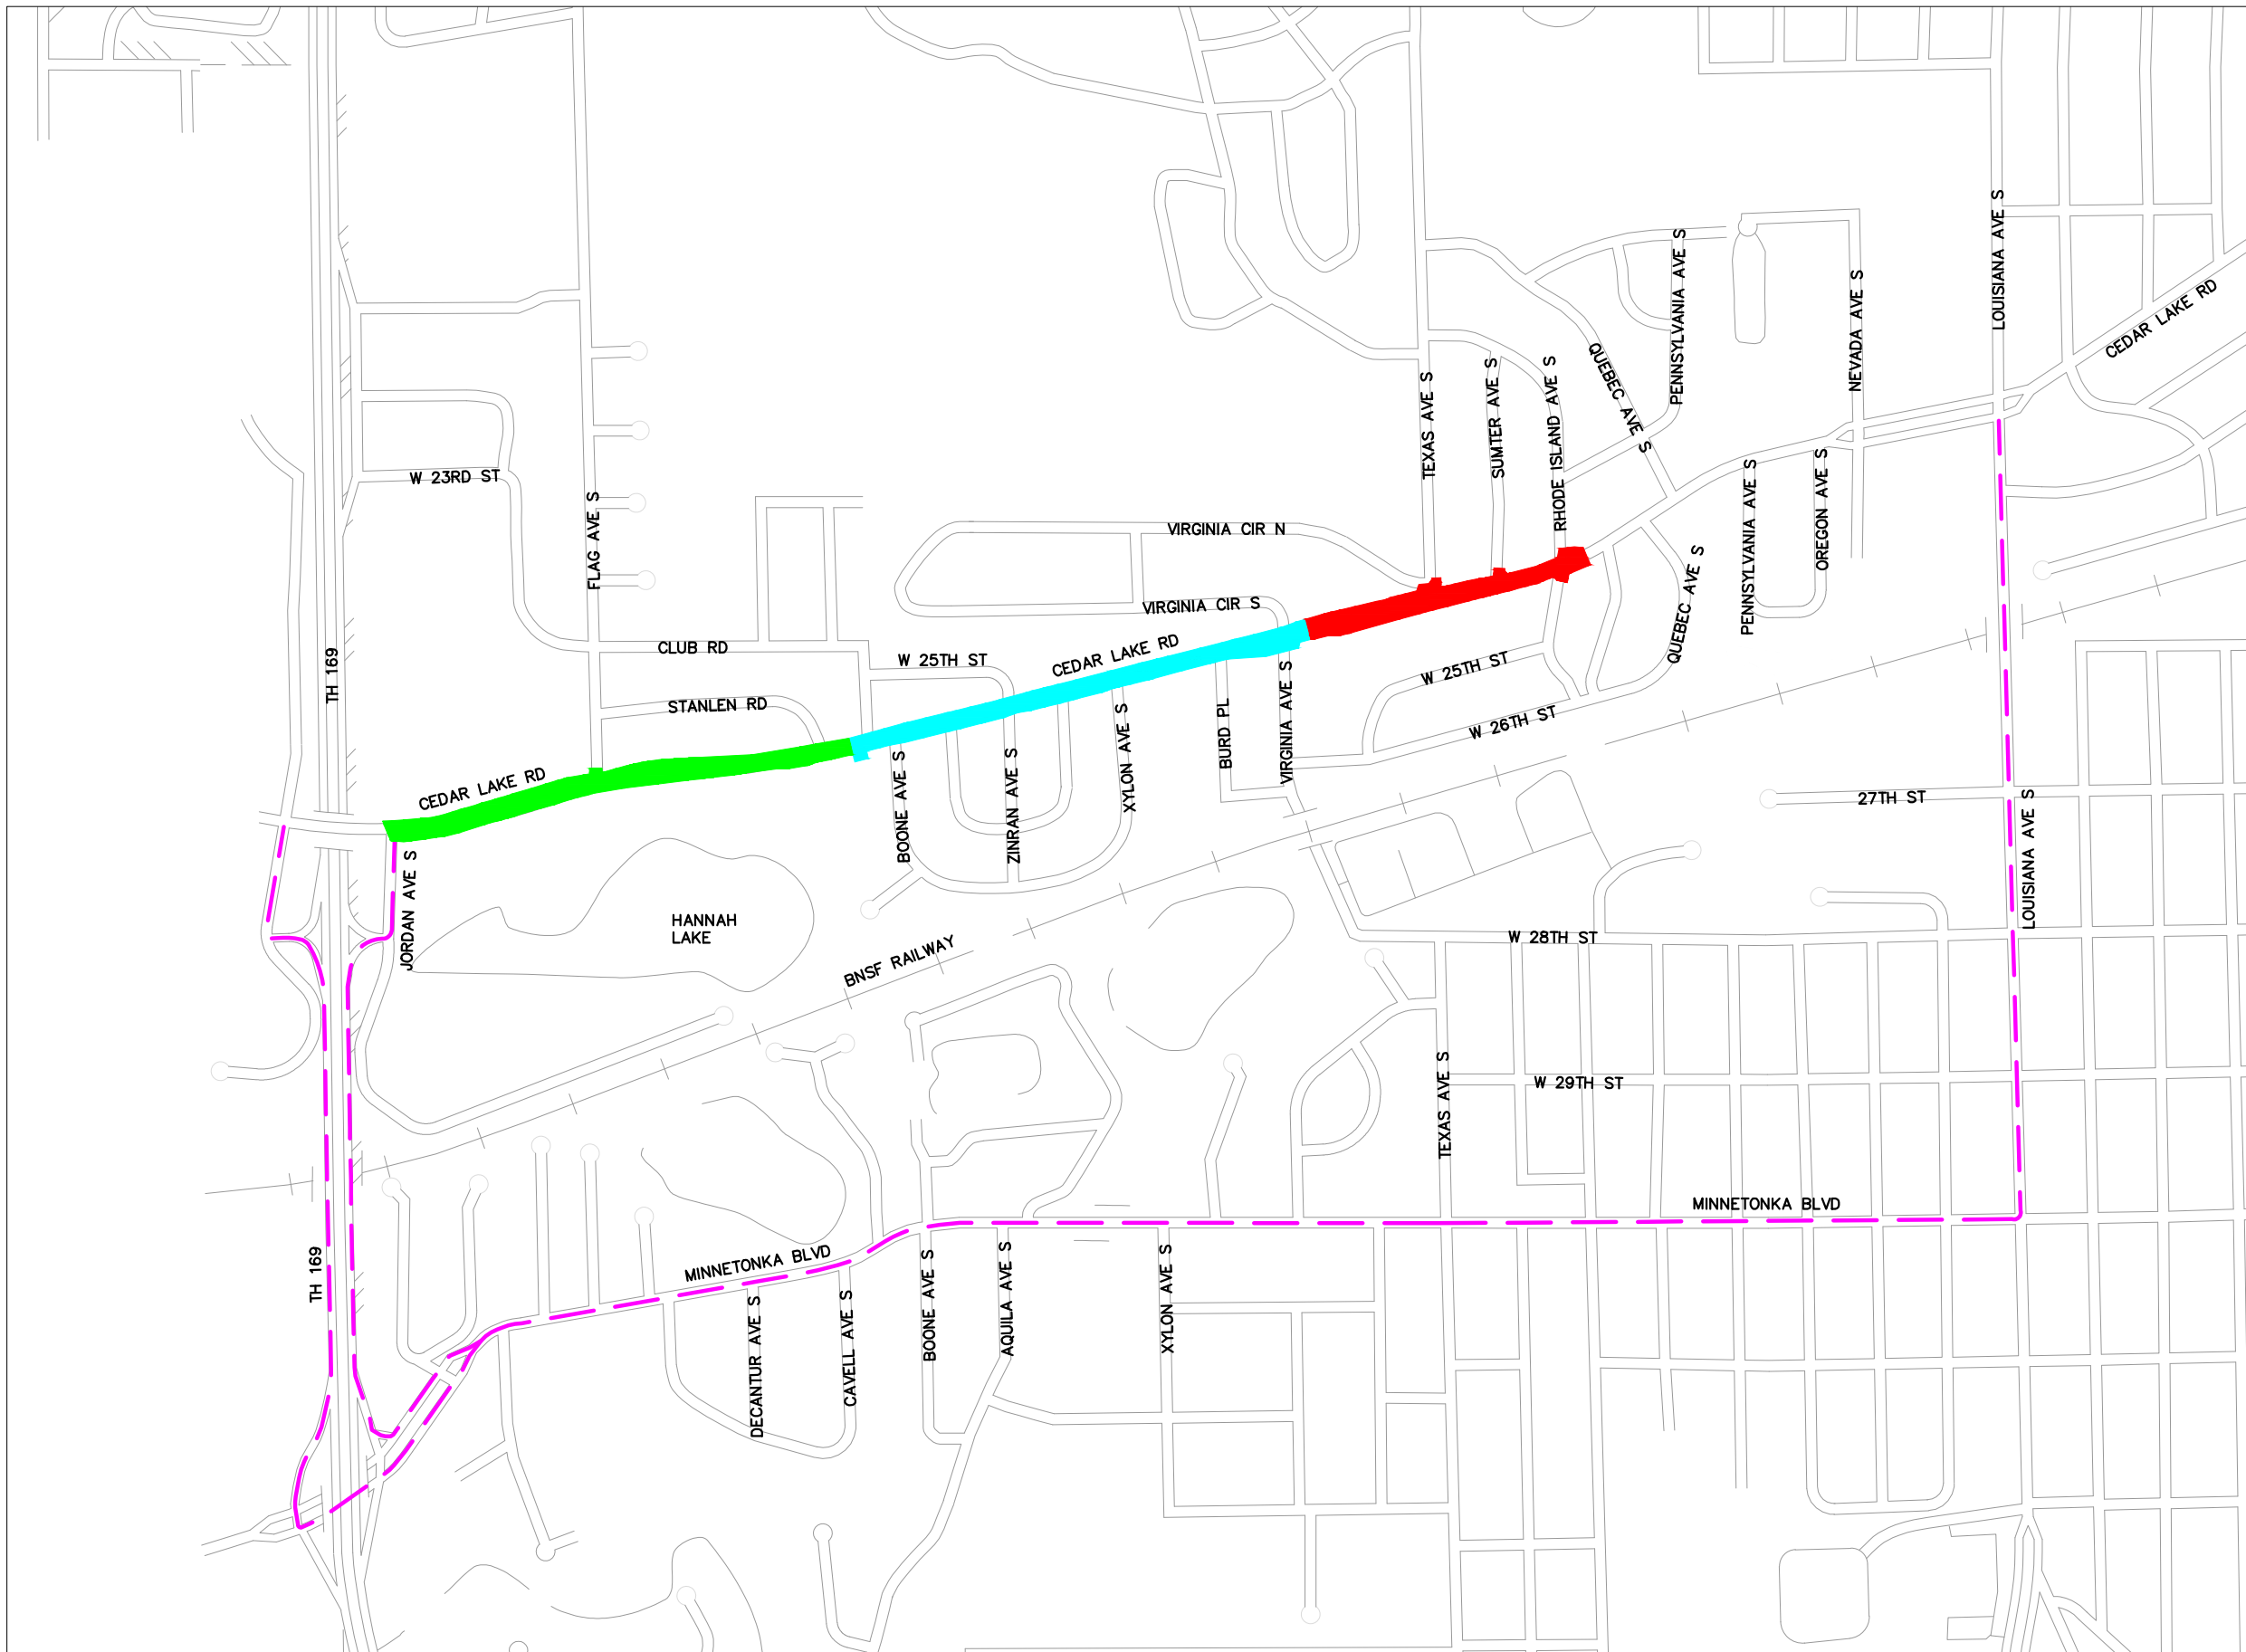 LOUISIANA AVE S
PENNSYLVANIA AVE S
NEVADA AVE S
CEDAR LAKE RD
QUEBEC AVE S
RHODE ISLAND AVE S
SUMTER AVE S
TEXAS AVE S
W 23RD ST
FLAG AVE S
VIRGINIA CIR N
PENNSYLVANIA AVE S
OREGON AVE S
QUEBEC AVE S
VIRGINIA CIR S
TH 169
CLUB RD
W 25TH ST
CEDAR LAKE RD
W 25TH ST
STANLEN RD
W 26TH ST
BURD PL
VIRGINIA AVE S
XYLON AVE S
ZINRAN AVE S
BOONE AVE S
CEDAR LAKE RD
27TH ST
LOUISIANA AVE S
JORDAN AVE S
HANNAH
LAKE
BNSF RAILWAY
W 28TH ST
TEXAS AVE S
W 29TH ST
MINNETONKA BLVD
MINNETONKA BLVD
TH 169
DECANTUR AVE S
CAVELL AVE S
BOONE AVE S
AQUILA AVE S
XYLON AVE S